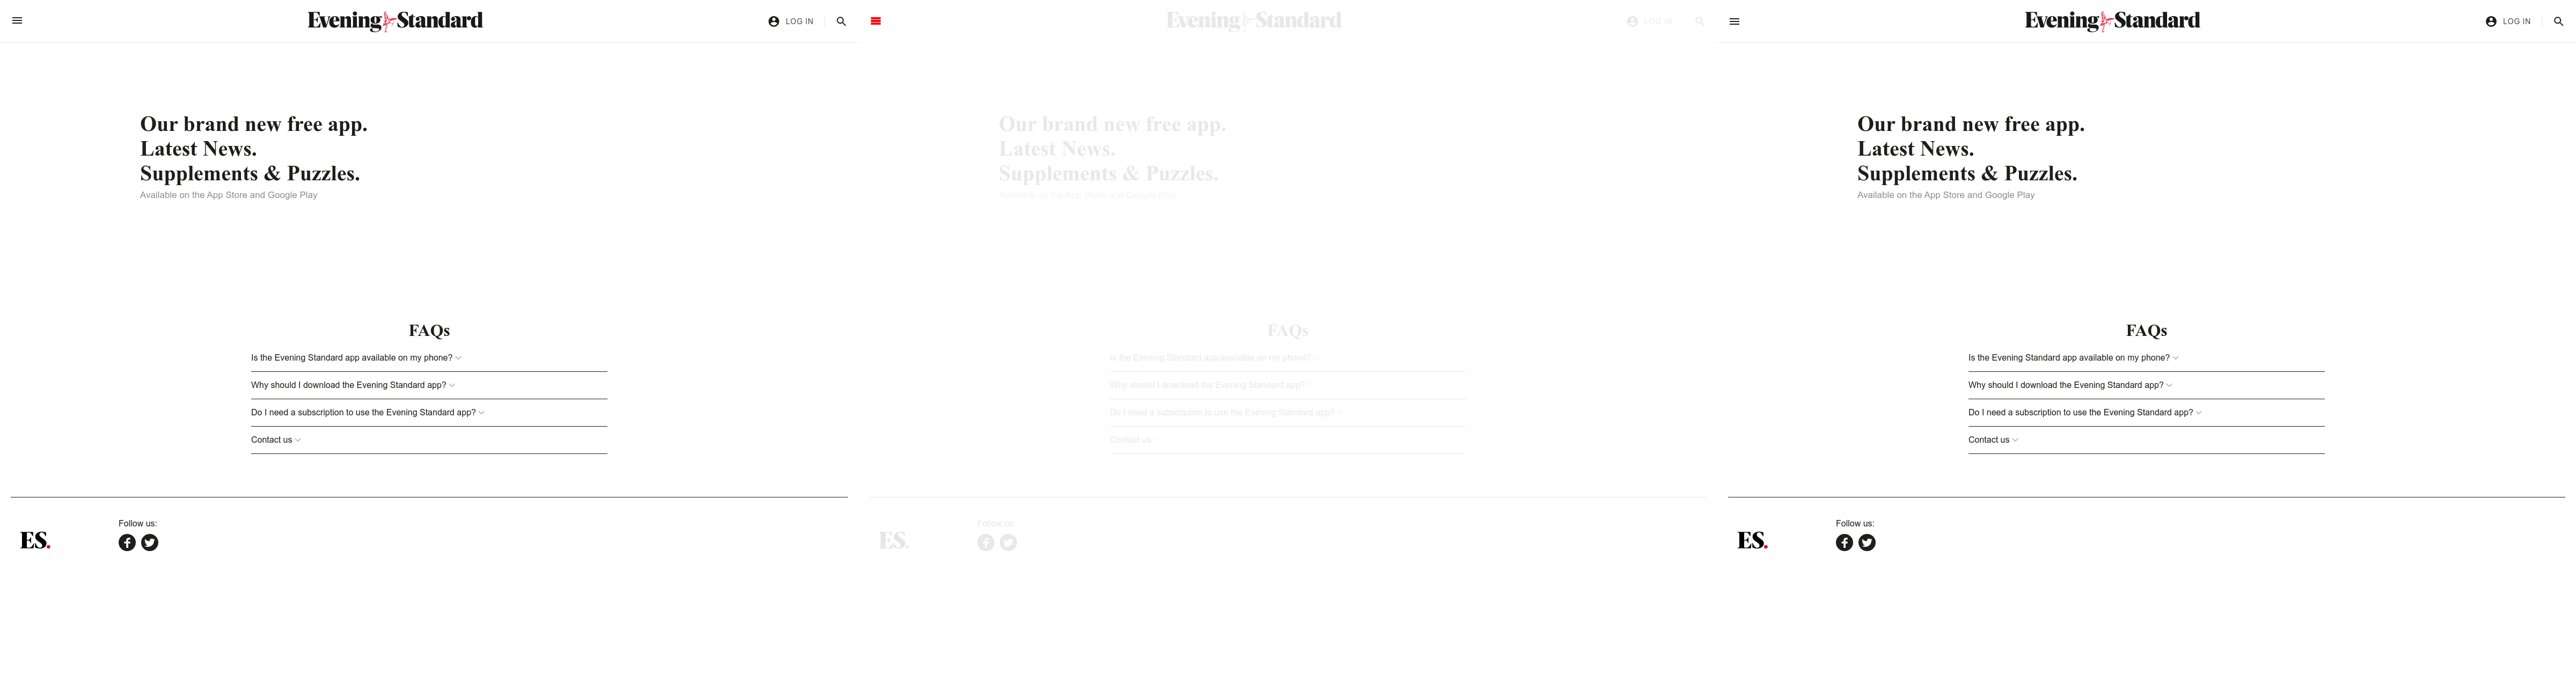 Evening Standard
LOG IN
Our brand new free app.
Latest News.
Supplements & Puzzles.
Available on the App Store and Google Play
FAQs
Is the Evening Standard app available on my phone?
Why should I download the Evening Standard app?
Do I need a subscription to use the Evening Standard app?
Contact us
Follow us:
ES.
Evening Standard
LOG IN
Our brand new free app.
Latest News.
Supplements & Puzzles.
Available on the App Store and Google Play
FAQs
Is the Evening Standard app available on my phone?
Why should I download the Evening Standard app?
Do I need a subscription to use the Evening Standard app?
Contact us
Follow us:
ES.
Evening Standard
LOG IN
Our brand new free app.
Latest News.
Supplements & Puzzles.
Available on the App Store and Google Play
FAQs
Is the Evening Standard app available on my phone?
Why should I download the Evening Standard app?
Do I need a subscription to use the Evening Standard app?
Contact us
Follow us:
ES.